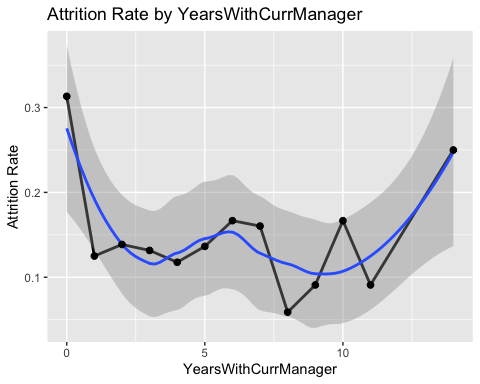 Attrition Rate by YearsWithCurrManager
Attrition Rate
0.3
0.2
0.1
0
5
10
YearsWithCurrManager